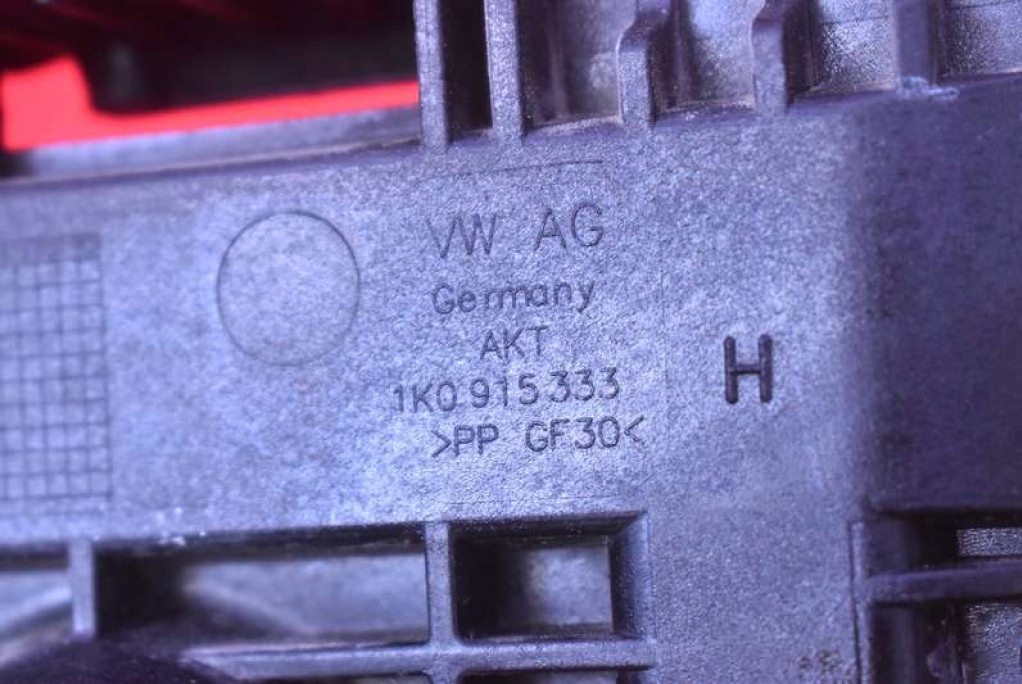 VW AG
Germany
AKT
1K0 915 333
>PP GF30<
H